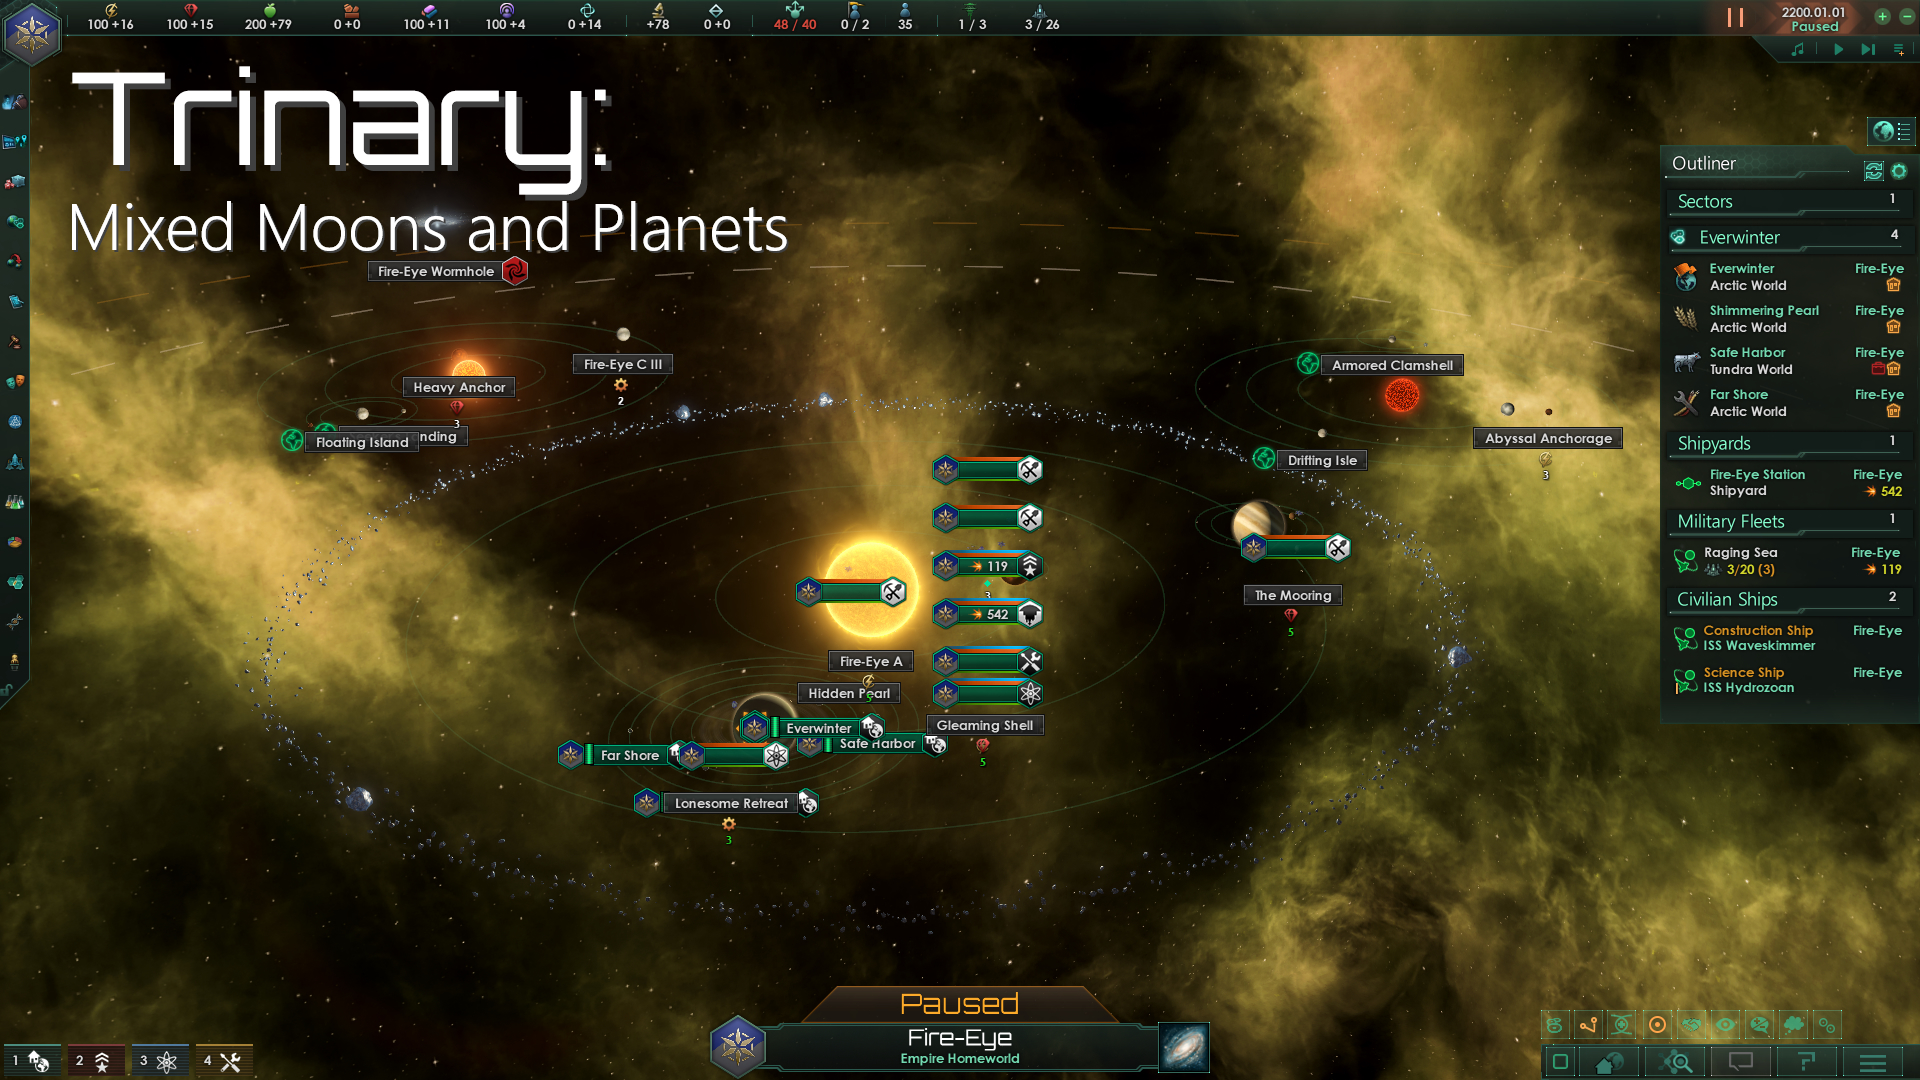 100 +16 100 +15 200 +79 0 +0 100 +11 100 +4 0 +14 +78 0 +0 48 / 40 0 / 2 35 1 / 3 3 / 26
2200.01.01
Paused
Trinary:
Mixed Moons and Planets
Fire-Eye Wormhole
Heavy Anchor
3
Fire-Eye C III
2
Floating Island
nding
Armored Clamshell
Abyssal Anchorage
3
Drifting Isle
119
3
542
The Mooring
5
Fire-Eye A
Hidden Pearl
Gleaming Shell
5
Everwinter
Safe Harbor
Far Shore
Lonesome Retreat
3
Outliner
Sectors 1
Everwinter 4
Everwinter Fire-Eye
Arctic World
Shimmering Pearl Fire-Eye
Arctic World
Safe Harbor Fire-Eye
Tundra World
Far Shore Fire-Eye
Arctic World
Shipyards 1
Fire-Eye Station Fire-Eye
Shipyard 542
Military Fleets 1
Raging Sea Fire-Eye
3/20 (3) 119
Civilian Ships 2
Construction Ship Fire-Eye
ISS Waveskimmer
Science Ship Fire-Eye
ISS Hydrozoan
Paused
Fire-Eye
Empire Homeworld
1 2 3 4